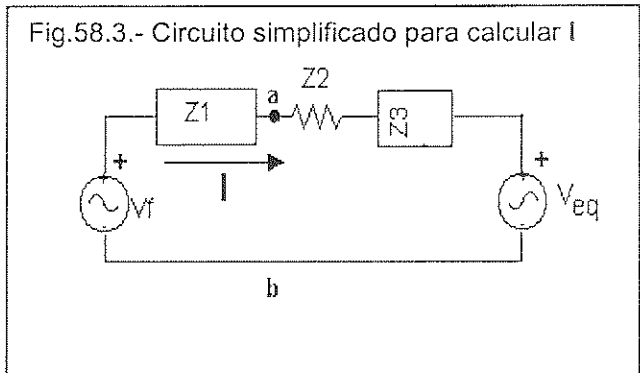 Fig.58.3.- Circuito simplificado para calcular I
Z2
a
Z1
Z3
+
+
I
Vf
Veq
b